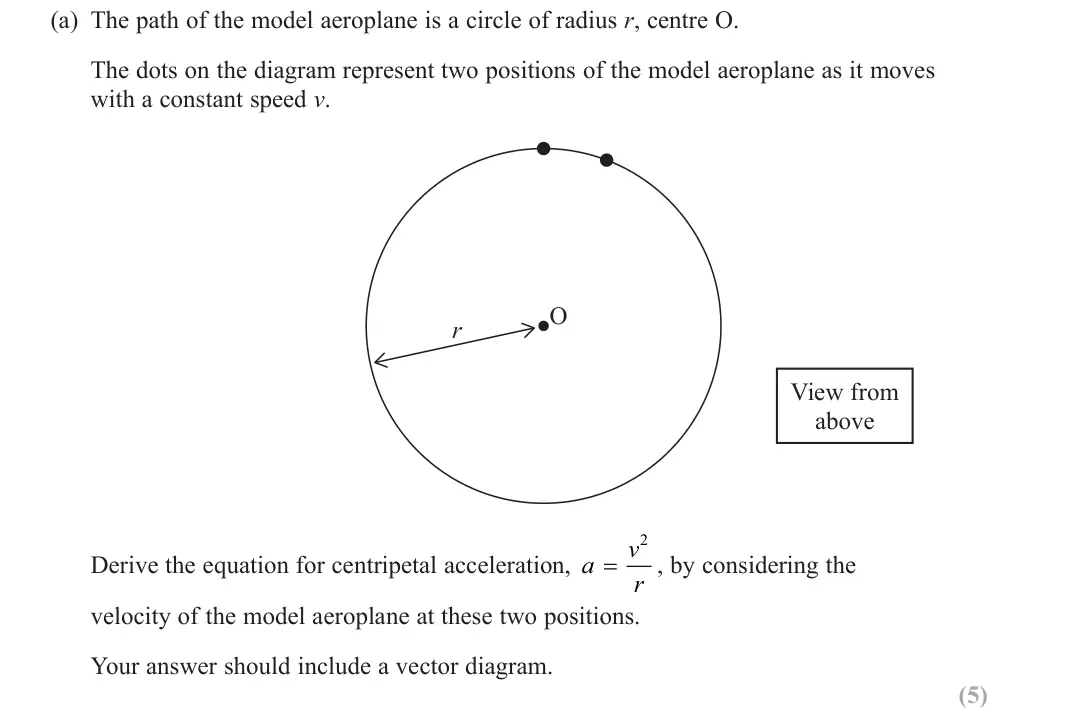 (a) The path of the model aeroplane is a circle of radius r, centre O.
The dots on the diagram represent two positions of the model aeroplane as it moves
with a constant speed v.
O
r
View from
above
Derive the equation for centripetal acceleration, a = v²/r, by considering the
velocity of the model aeroplane at these two positions.
Your answer should include a vector diagram.
(5)